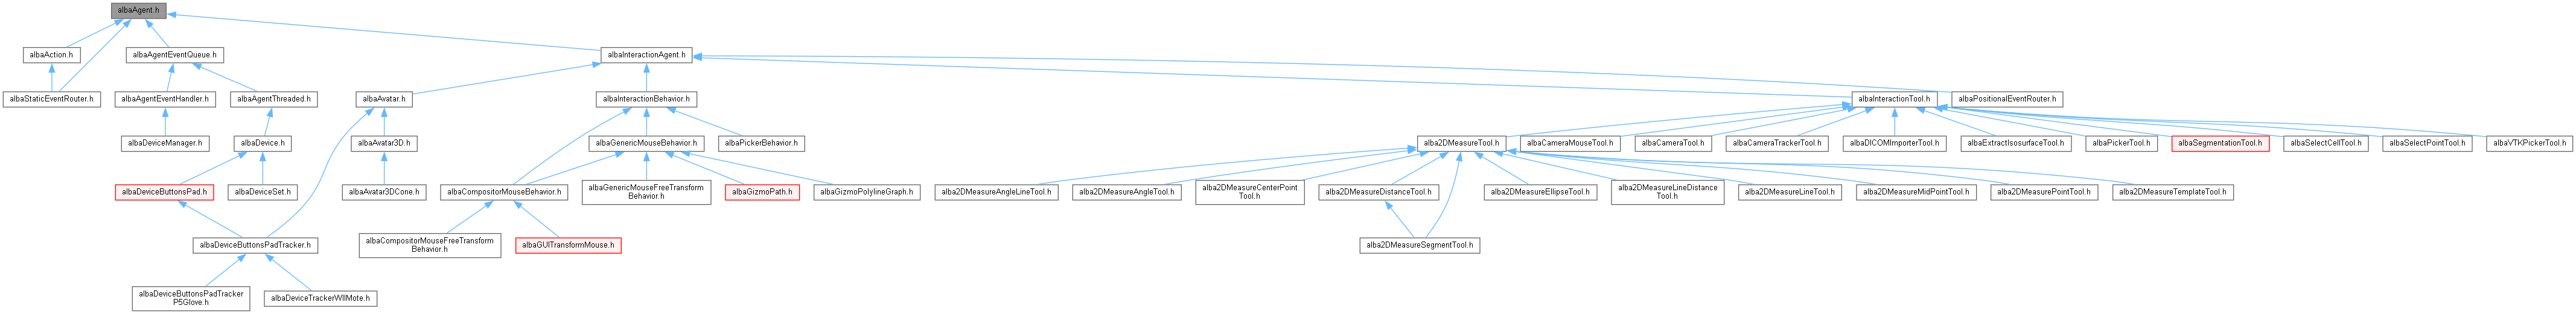 albaAgent.h
albaAction.h
albaAgentEventQueue.h
albaInteractionAgent.h
albaStaticEventRouter.h
albaAgentEventHandler.h
albaAgentThreaded.h
albaAvatar.h
albaInteractionBehavior.h
albaInteractionTool.h
albaPositionalEventRouter.h
albaDeviceManager.h
albaDevice.h
albaAvatar3D.h
albaGenericMouseBehavior.h
albaPickerBehavior.h
alba2DMeasureTool.h
albaCameraMouseTool.h
albaCameraTool.h
albaCameraTrackerTool.h
albaDICOMImporterTool.h
albaExtractIsosurfaceTool.h
albaPickerTool.h
albaSegmentationTool.h
albaSelectCellTool.h
albaSelectPointTool.h
albaVTKPickerTool.h
albaDeviceButtonsPad.h
albaDeviceSet.h
albaAvatar3DCone.h
albaCompositorMouseBehavior.h
albaGenericMouseFreeTransform
Behavior.h
albaGizmoPath.h
albaGizmoPolylineGraph.h
alba2DMeasureAngleLineTool.h
alba2DMeasureAngleTool.h
alba2DMeasureCenterPoint
Tool.h
alba2DMeasureDistanceTool.h
alba2DMeasureEllipseTool.h
alba2DMeasureLineDistance
Tool.h
alba2DMeasureLineTool.h
alba2DMeasureMidPointTool.h
alba2DMeasurePointTool.h
alba2DMeasureTemplateTool.h
albaDeviceButtonsPadTracker.h
albaCompositorMouseFreeTransform
Behavior.h
albaGUITransformMouse.h
alba2DMeasureSegmentTool.h
albaDeviceButtonsPadTracker
P5Glove.h
albaDeviceTrackerWIIMote.h